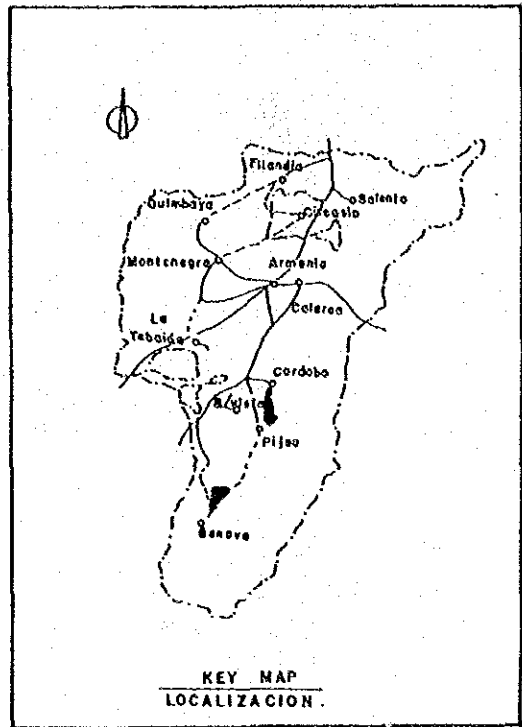 Filandia
Salento
Quimbaya
Circasia
Montenegro
Armenia
Calarca
La
Tebaida
Cordoba
B/vista
Pijao
Genova
KEY MAP
LOCALIZACION.